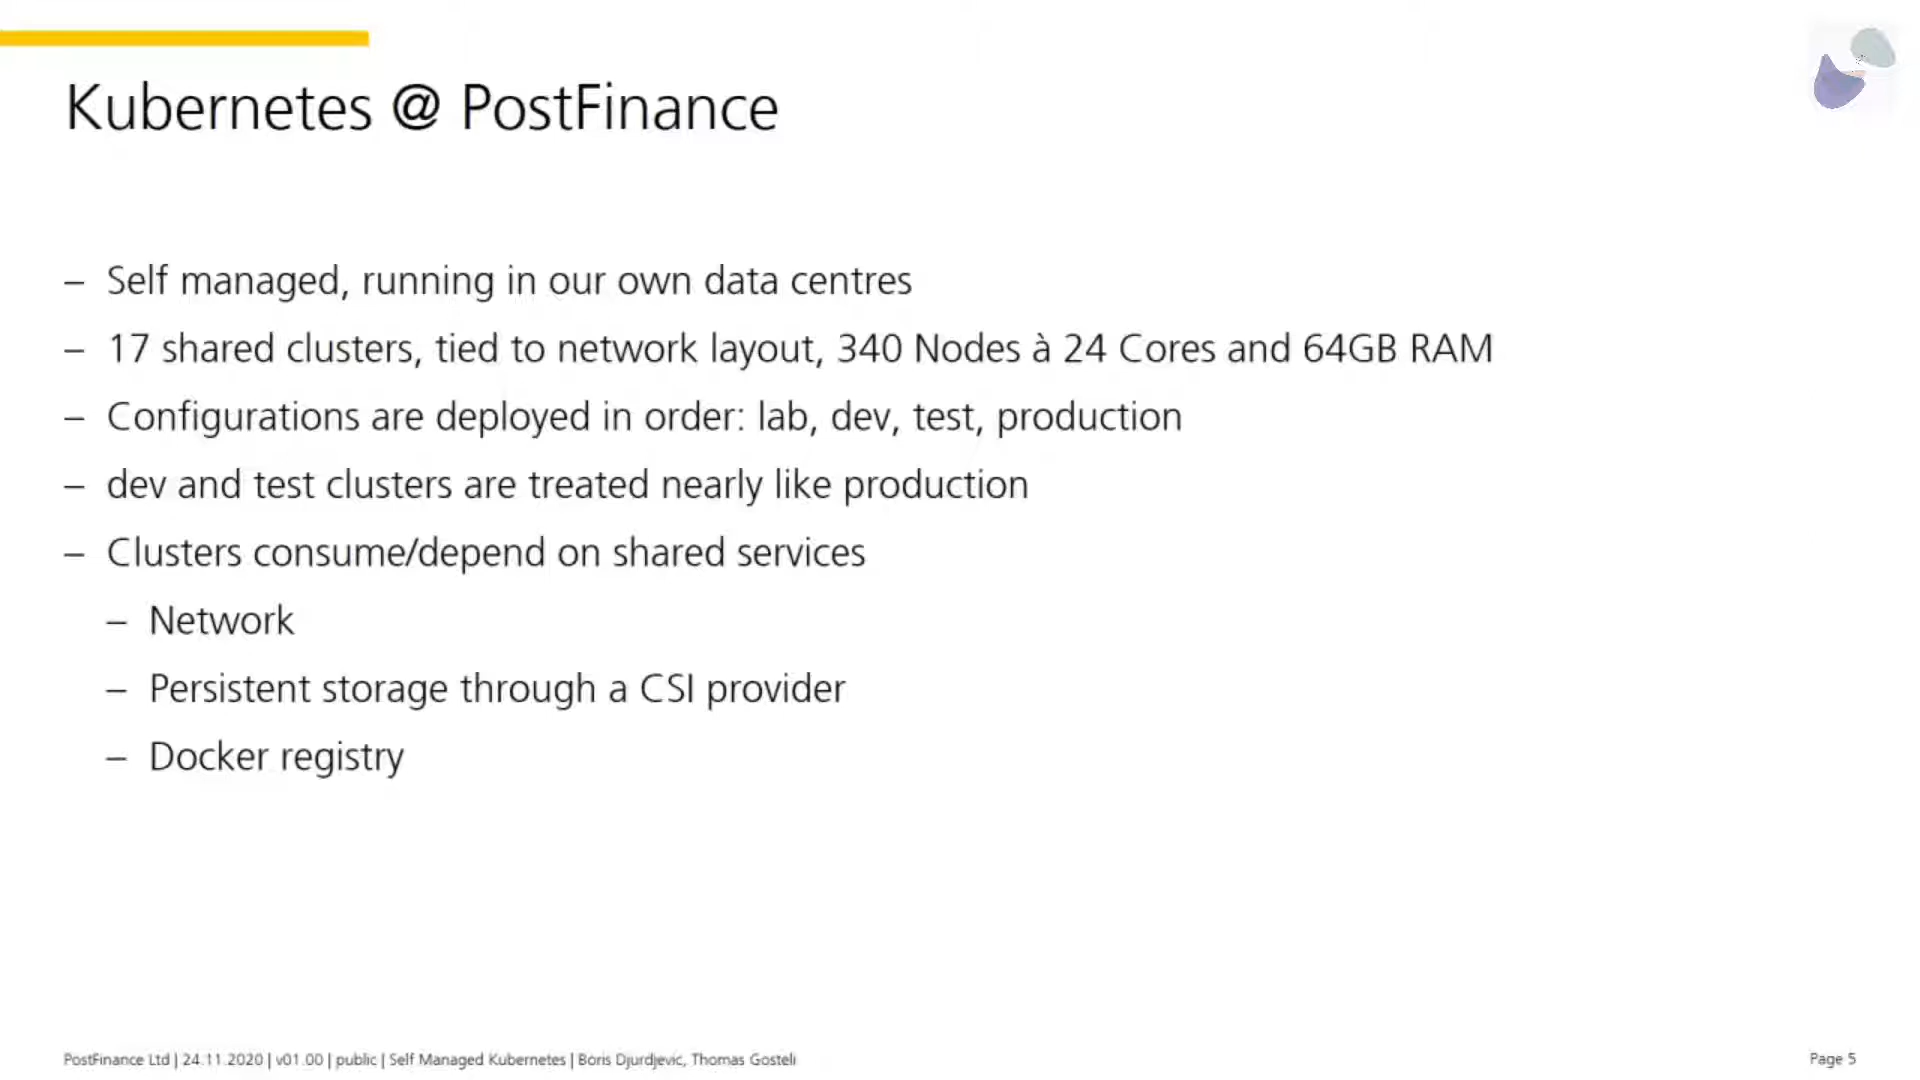 Kubernetes @ PostFinance
– Self managed, running in our own data centres
– 17 shared clusters, tied to network layout, 340 Nodes à 24 Cores and 64GB RAM
– Configurations are deployed in order: lab, dev, test, production
– dev and test clusters are treated nearly like production
– Clusters consume/depend on shared services
– Network
– Persistent storage through a CSI provider
– Docker registry
PostFinance Ltd | 24.11.2020 | v01.00 | public | Self Managed Kubernetes | Boris Djurdjevic, Thomas Gosteli
Page 5